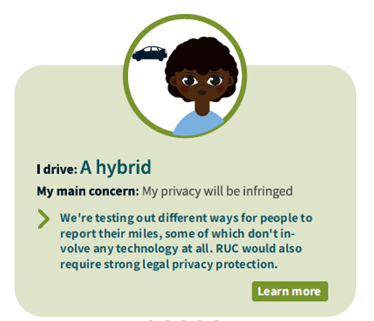 I drive: A hybrid
My main concern: My privacy will be infringed
We're testing out different ways for people to
report their miles, some of which don't in-
volve any technology at all. RUC would also
require strong legal privacy protection.
Learn more